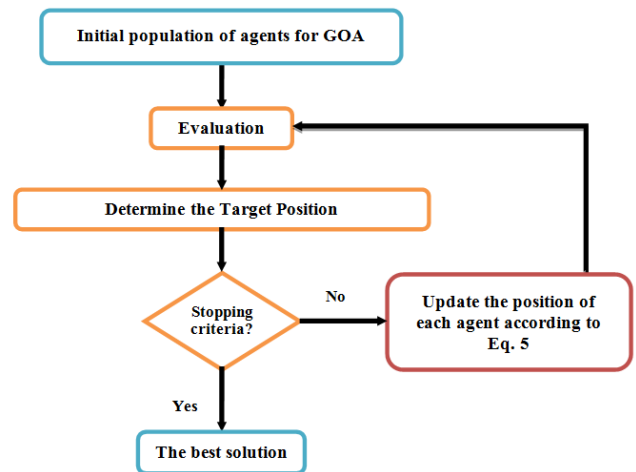 Initial population of agents for GOA
Evaluation
Determine the Target Position
Stopping
criteria?
No
Update the position of
each agent according to
Eq. 5
Yes
The best solution